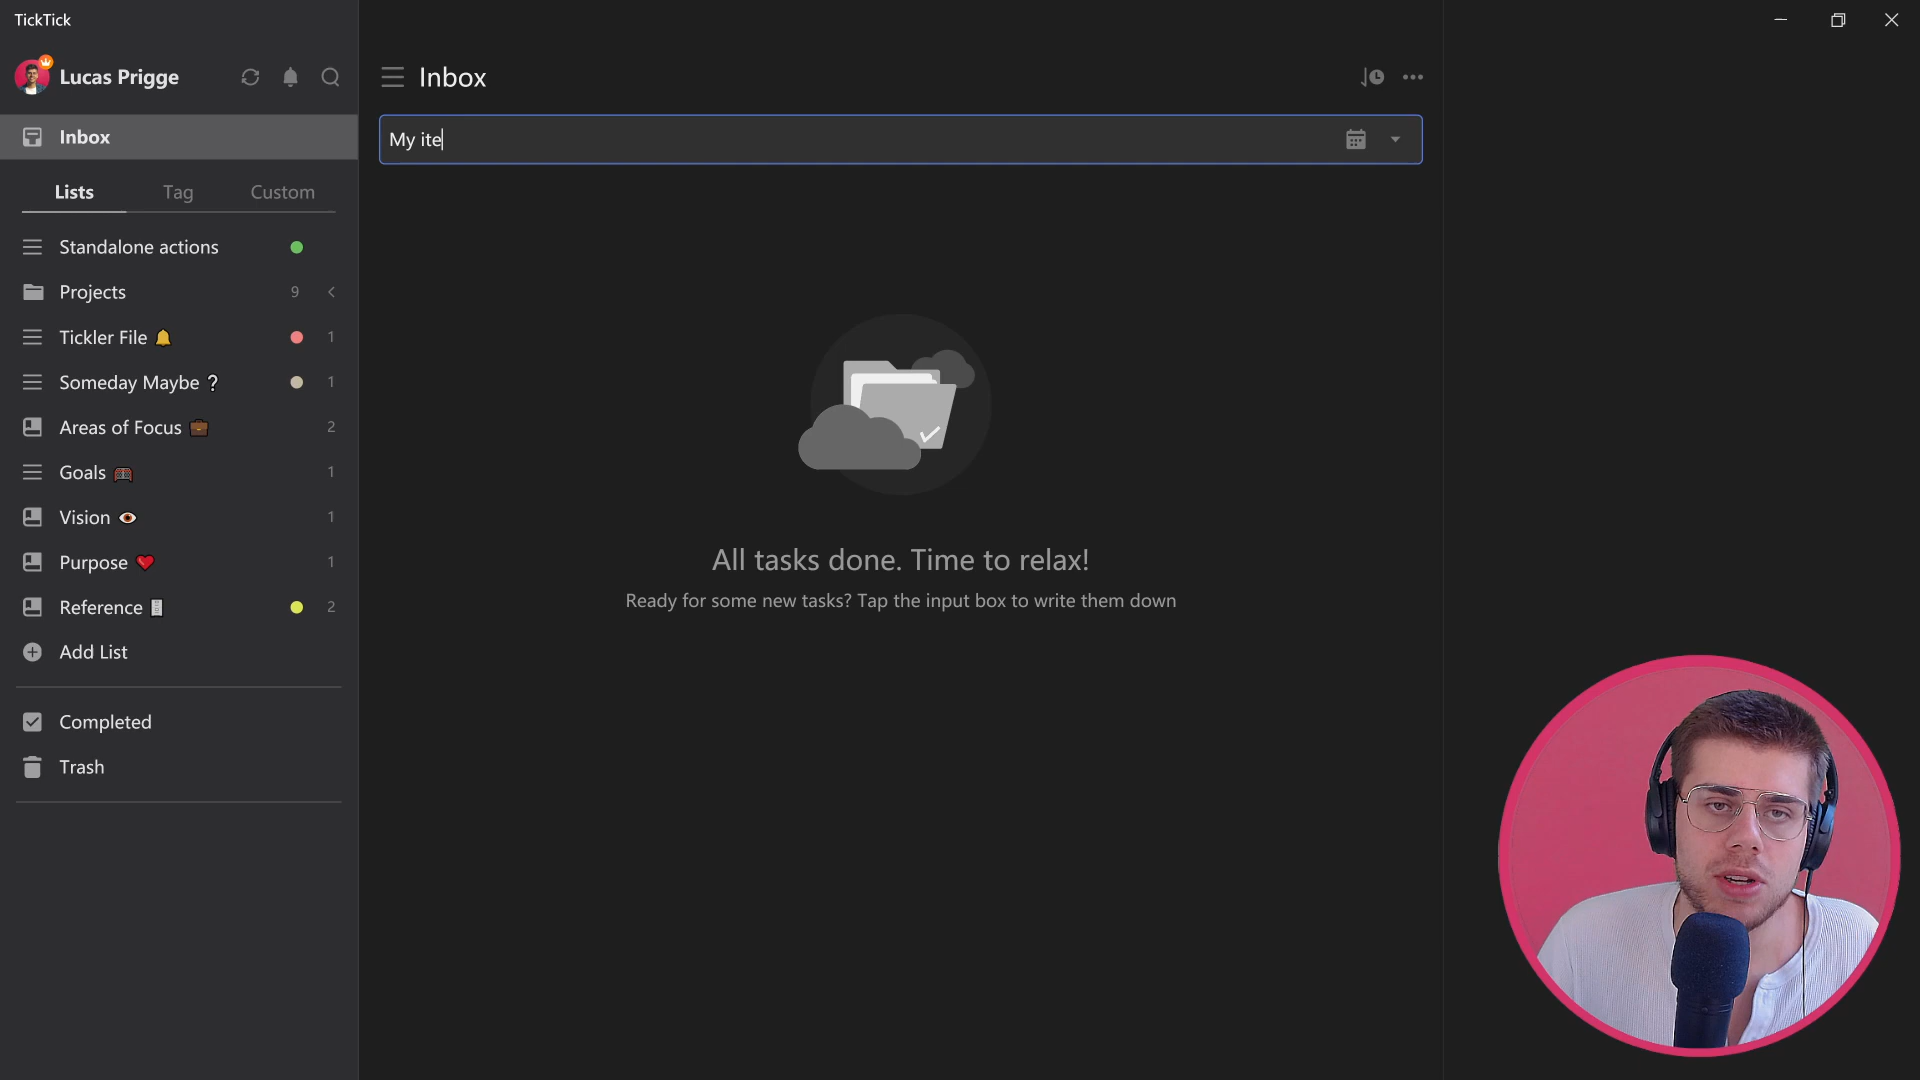 TickTick
Lucas Prigge
Inbox
Lists Tag Custom
Standalone actions
Projects 9
Tickler File 🔔 1
Someday Maybe ❔ 1
Areas of Focus 💼 2
Goals 🥅 1
Vision 👁️ 1
Purpose ❤️ 1
Reference 🗄️ 2
Add List
Completed
Trash
Inbox
My ite
All tasks done. Time to relax!
Ready for some new tasks? Tap the input box to write them down